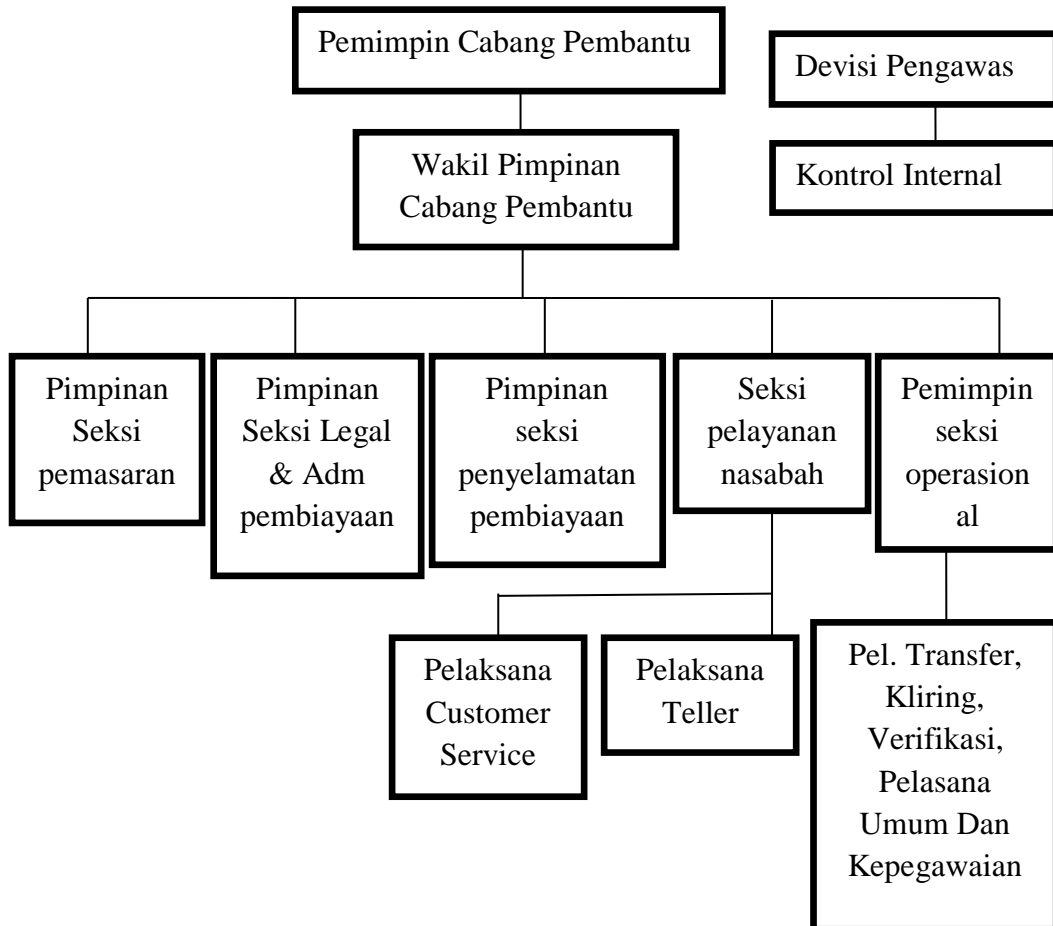 Pemimpin Cabang Pembantu
Devisi Pengawas
Wakil Pimpinan
Cabang Pembantu
Kontrol Internal
Pimpinan
Seksi
pemasaran
Pimpinan
Seksi Legal
& Adm
pembiayaan
Pimpinan
seksi
penyelamatan
pembiayaan
Seksi
pelayanan
nasabah
Pemimpin
seksi
operasion
al
Pelaksana
Customer
Service
Pelaksana
Teller
Pel. Transfer,
Kliring,
Verifikasi,
Pelasana
Umum Dan
Kepegawaian